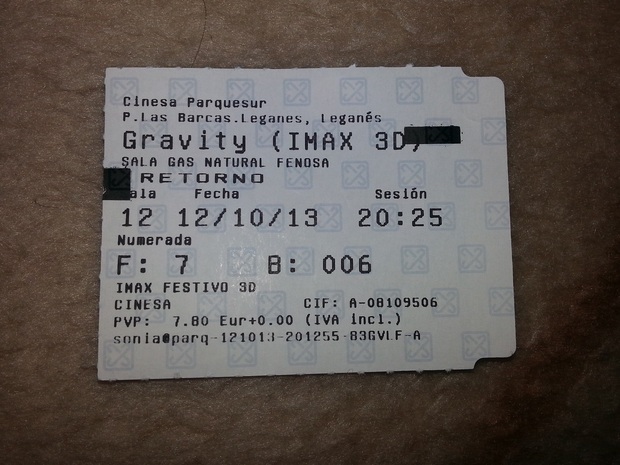 Cinesa Parquesur
P.Las Barcas.Leganes, Leganés
Gravity (IMAX 3D)
SALA GAS NATURAL FENOSA
RETORNO
ala Fecha Sesión
12 12/10/13 20:25
Numerada
F: 7 B: 006
IMAX FESTIVO 3D
CINESA CIF: A-08109506
PVP: 7.80 Eur+0.00 (IVA incl.)
sonia@parq-121013-201255-83GVLF-A